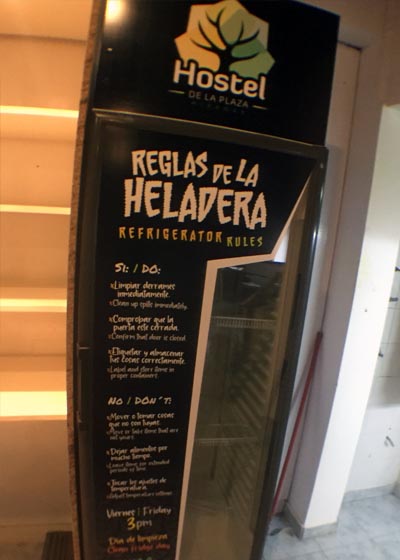 Hostel
DE LA PLAZA
REGLAS DE LA
HELADERA
REFRIGERATOR RULES
SI: / DO:
Limpiar derrames
inmediatamente.
Clean up spills immediately.
Comprobar que la
puerta esté cerrada.
Confirm that door is closed.
Etiquetar y almacenar
tus cosas correctamente.
Label and store items in
proper containers.
NO / DON'T:
Mover o tomar cosas
que no son tuyas.
Move or take items that are
not yours.
Dejar alimentos por
mucho tiempo.
Leave items for extended
periods of time.
Tocar los ajustes de
temperatura.
Adjust temperature settings.
Viernes | Friday
3pm
Día de limpieza
Clean fridge day